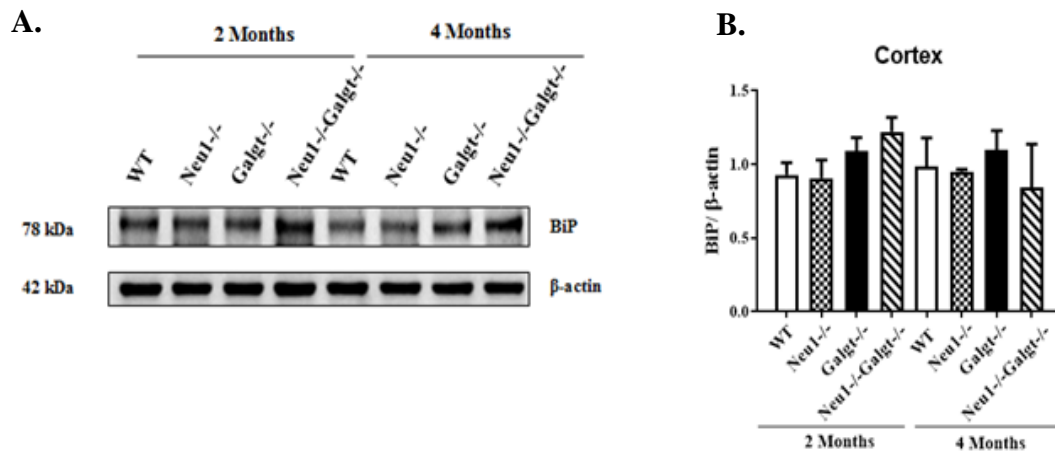 A.
2 Months 4 Months
WT Neu1-/- Galgt-/- Neu1-/-Galgt-/- WT Neu1-/- Galgt-/- Neu1-/-Galgt-/-
78 kDa BiP
42 kDa β-actin
B.
Cortex
BiP/ β-actin
1.5
1.0
0.5
0.0
WT Neu1-/- Galgt-/- Neu1-/-Galgt-/- WT Neu1-/- Galgt-/- Neu1-/-Galgt-/-
2 Months 4 Months